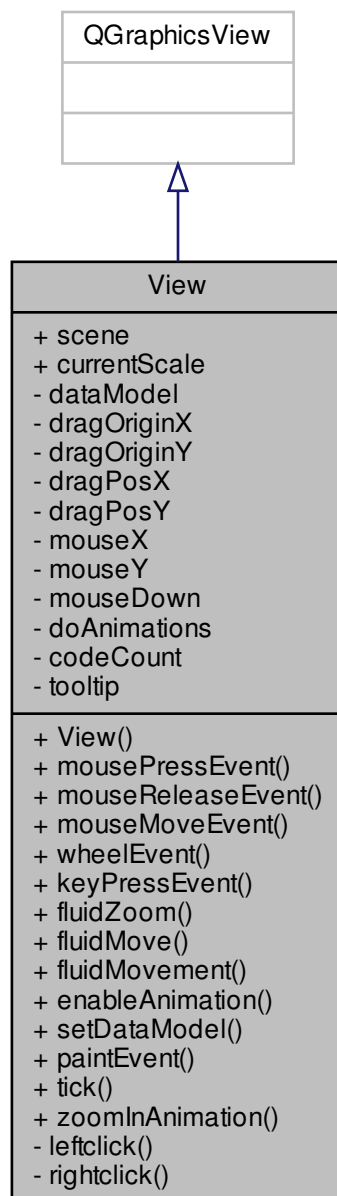 QGraphicsView
View
+ scene
+ currentScale
- dataModel
- dragOriginX
- dragOriginY
- dragPosX
- dragPosY
- mouseX
- mouseY
- mouseDown
- doAnimations
- codeCount
- tooltip
+ View()
+ mousePressEvent()
+ mouseReleaseEvent()
+ mouseMoveEvent()
+ wheelEvent()
+ keyPressEvent()
+ fluidZoom()
+ fluidMove()
+ fluidMovement()
+ enableAnimation()
+ setDataModel()
+ paintEvent()
+ tick()
+ zoomInAnimation()
- leftclick()
- rightclick()